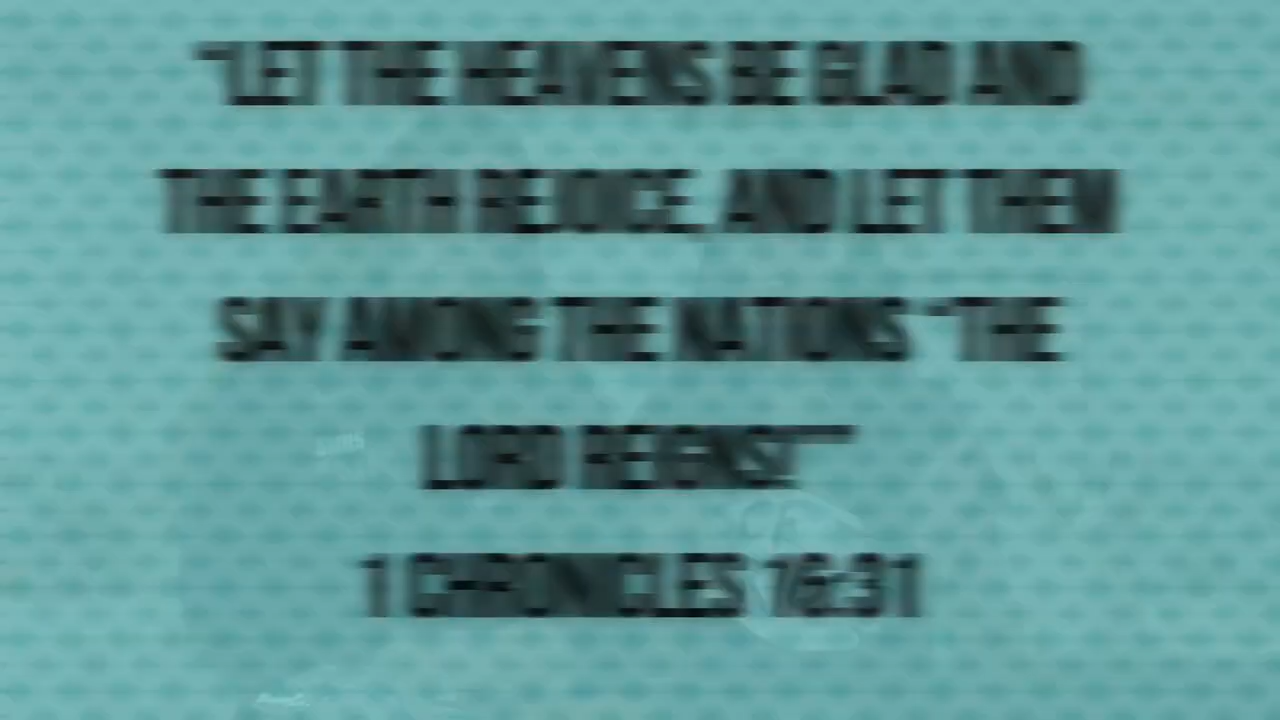 "LET THE HEAVENS BE GLAD AND
THE EARTH REJOICE, AND LET THEM
SAY AMONG THE NATIONS "THE
LORD REIGNS!""
1 CHRONICLES 16:31